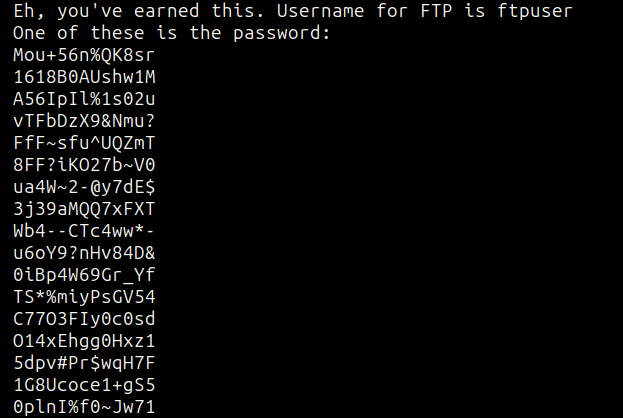 Eh, you've earned this. Username for FTP is ftpuser
One of these is the password:
Mou+56n%QK8sr
1618B0AUshw1M
A56IpIl%1s02u
vTFbDzX9&Nmu?
FfF~sfu^UQZmT
8FF?iKO27b~V0
ua4W~2-@y7dE$
3j39aMQQ7xFXT
Wb4--CTc4ww*-
u6oY9?nHv84D&
0iBp4W69Gr_Yf
TS*%miyPsGV54
C77O3FIy0c0sd
O14xEhgg0Hxz1
5dpv#Pr$wqH7F
1G8Ucoce1+gS5
0plnI%f0~Jw71